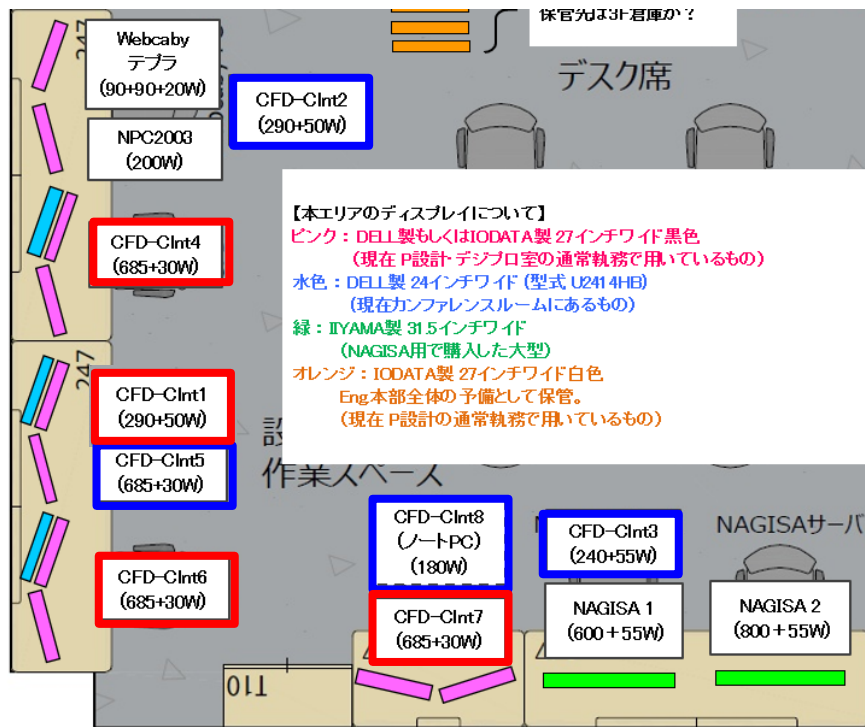 保管先は3F倉庫か?
247
Webcaby
テプラ
(90+90+20W)
デスク席
CFD-Clnt2
(290+50W)
NPC2003
(200W)
【本エリアのディスプレイについて】
ピンク：DELL製もしくはIODATA製 27インチワイド黒色
(現在 P設計・デジプロ室の通常執務で用いているもの)
水色：DELL製 24インチワイド (型式 U2414HB)
(現在カンファレンスルームにあるもの)
緑：IIYAMA製 31.5インチワイド
(NAGISA用で購入した大型)
オレンジ：IODATA製 27インチワイド白色
Eng本部全体の予備として保管。
(現在 P設計の通常執務で用いているもの)
CFD-Clnt4
(685+30W)
247
CFD-Clnt1
(290+50W)
設
作業スペース
CFD-Clnt5
(685+30W)
CFD-Clnt8
(ノートPC)
(180W)
CFD-Clnt3
(240+55W)
NAGISAサーバ
CFD-Clnt6
(685+30W)
CFD-Clnt7
(685+30W)
NAGISA 1
(600+55W)
NAGISA 2
(800+55W)
T10